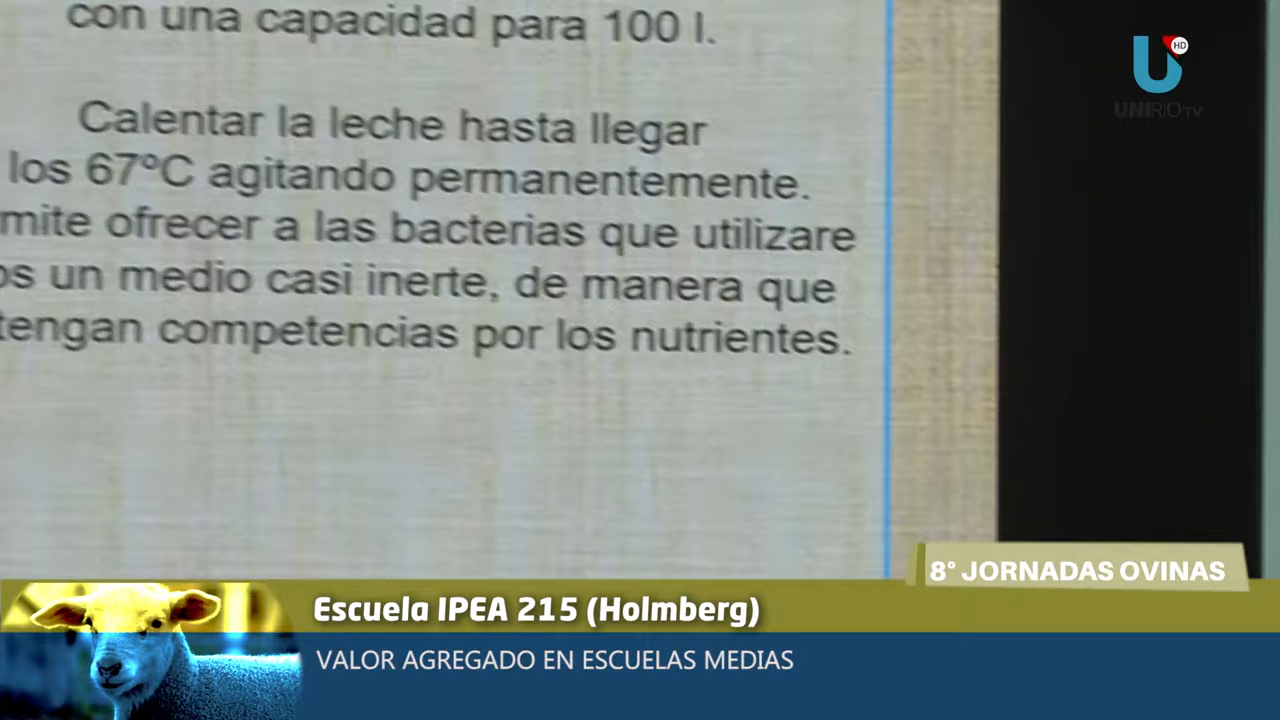 con una capacidad para 100 l.
Calentar la leche hasta llegar
los 67ºC agitando permanentemente.
mite ofrecer a las bacterias que utilizare
os un medio casi inerte, de manera que
tengan competencias por los nutrientes.
HD
UNIRIOTV
8° JORNADAS OVINAS
Escuela IPEA 215 (Holmberg)
VALOR AGREGADO EN ESCUELAS MEDIAS